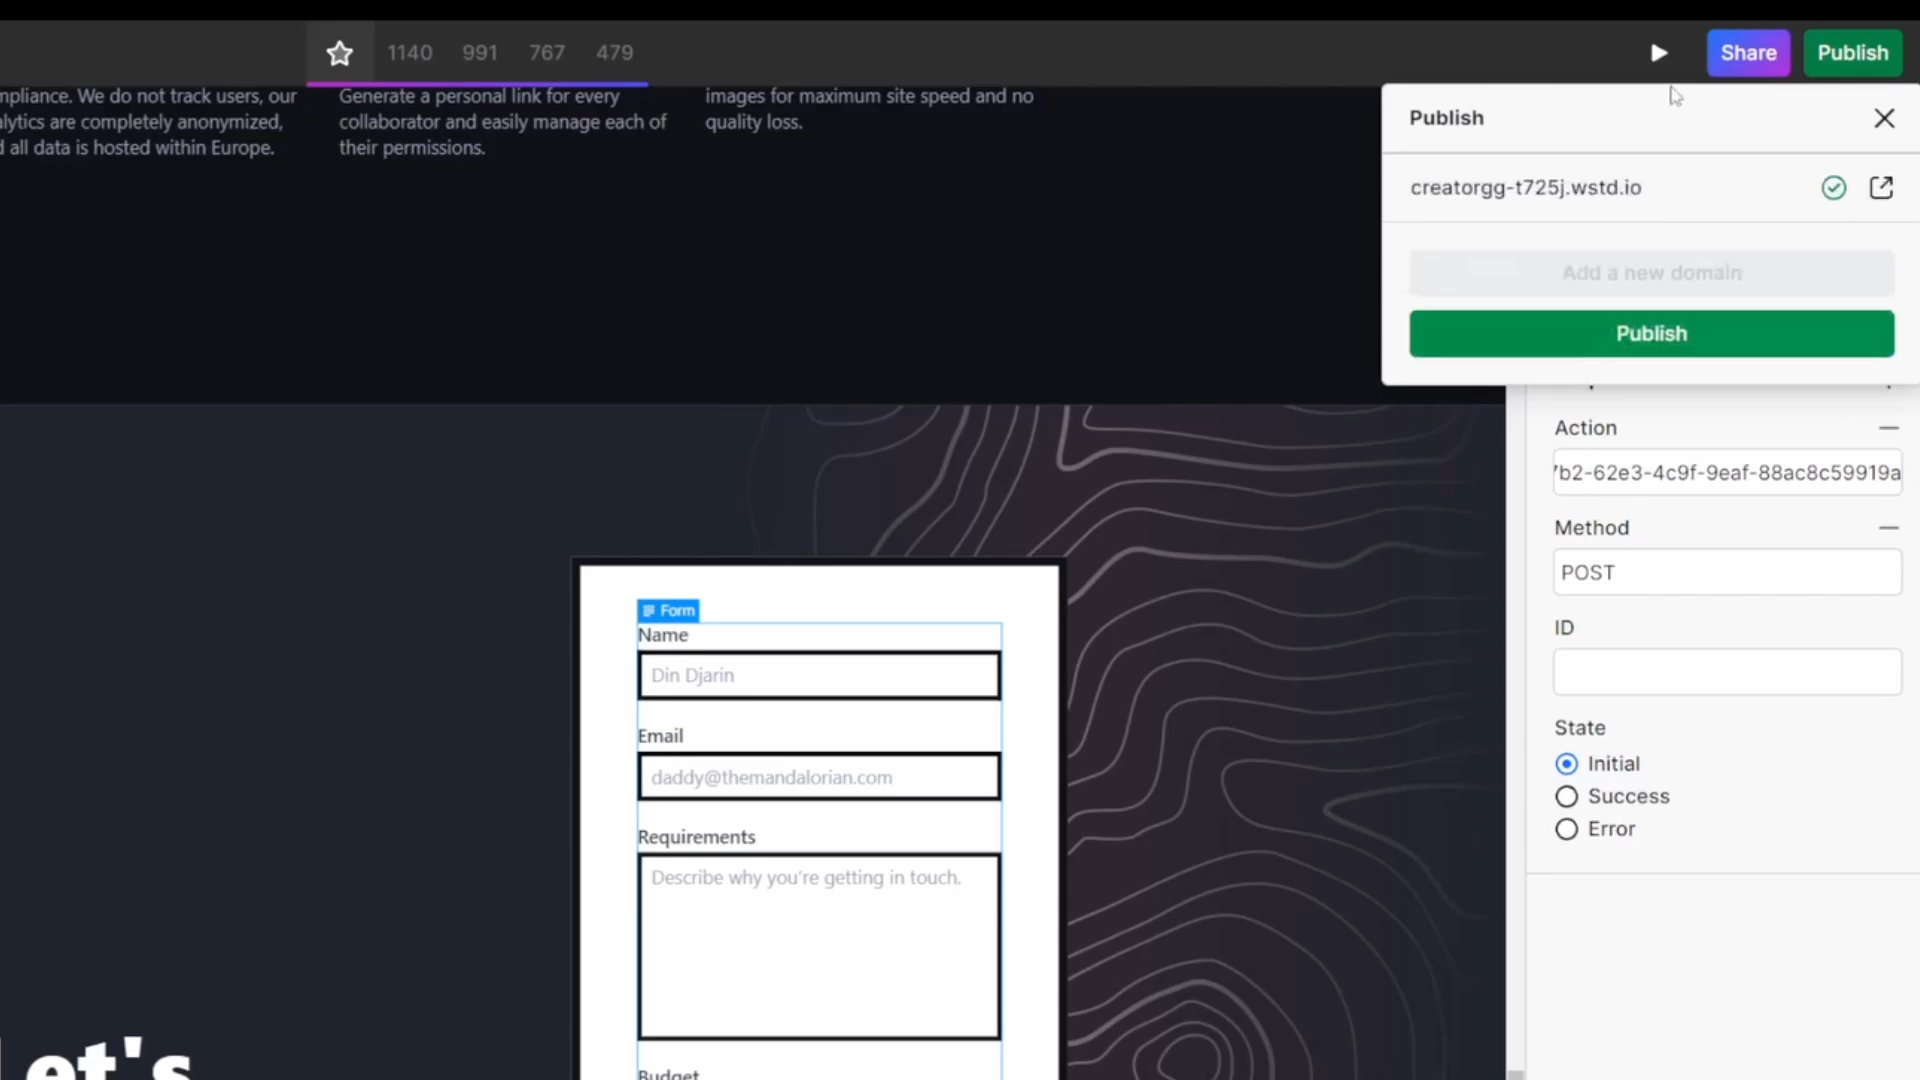 1140 991 767 479
Share
Publish
mpliance. We do not track users, our
alytics are completely anonymized,
d all data is hosted within Europe.
Generate a personal link for every
collaborator and easily manage each of
their permissions.
images for maximum site speed and no
quality loss.
Publish
creatorgg-t725j.wstd.io
Add a new domain
Publish
Action
7b2-62e3-4c9f-9eaf-88ac8c59919a
Method
POST
ID
State
Initial
Success
Error
Form
Name
Din Djarin
Email
daddy@themandalorian.com
Requirements
Describe why you're getting in touch.
Budget
Let's